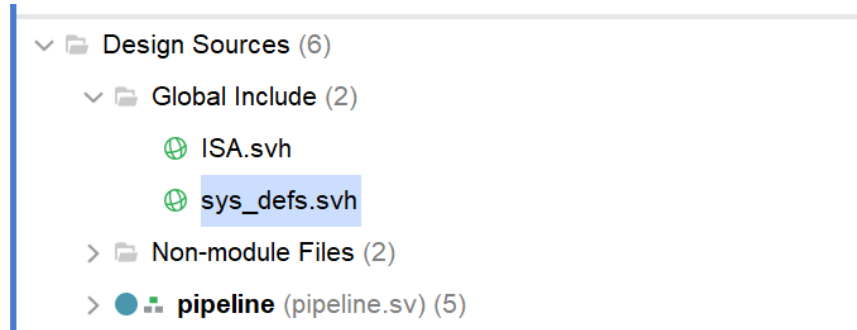 Design Sources (6)
Global Include (2)
ISA.svh
sys_defs.svh
Non-module Files (2)
pipeline (pipeline.sv) (5)